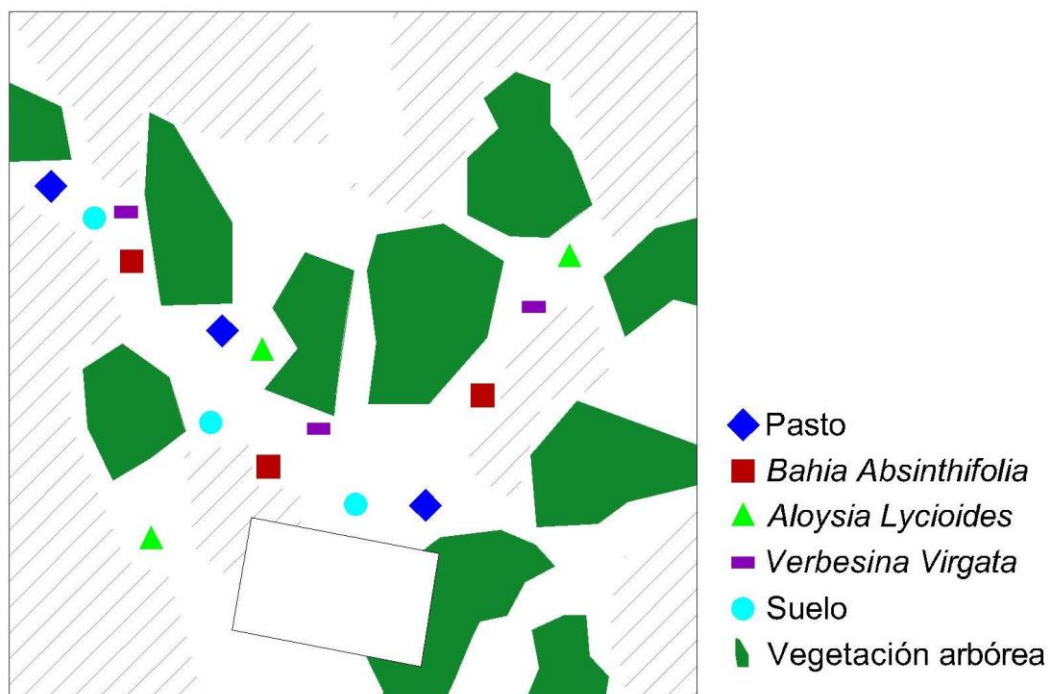 Pasto
Bahia Absinthifolia
Aloysia Lycioides
Verbesina Virgata
Suelo
Vegetación arbórea